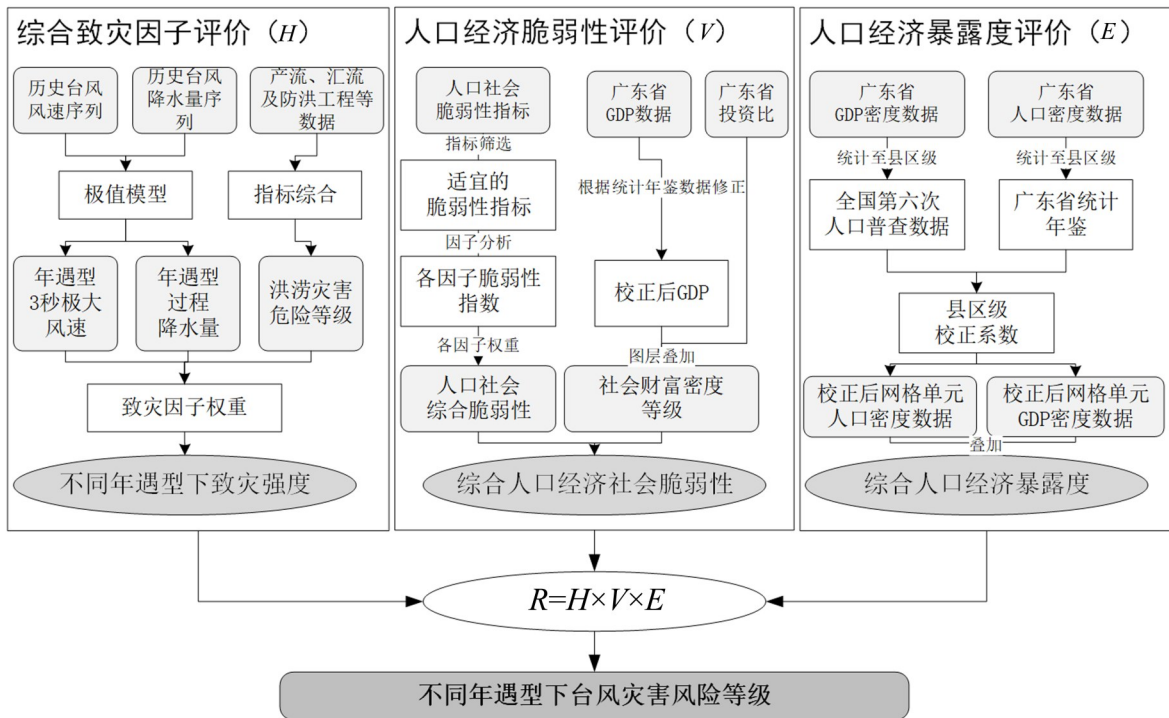 综合致灾因子评价（H）
历史台风
风速序列
历史台风
降水量序
列
产流、汇流
及防洪工程等
数据
极值模型
指标综合
年遇型
3秒极大
风速
年遇型
过程
降水量
洪涝灾害
危险等级
致灾因子权重
不同年遇型下致灾强度
人口经济脆弱性评价（V）
人口社会
脆弱性指标
广东省
GDP数据
广东省
投资比
指标筛选
适宜的
脆弱性指标
根据统计年鉴数据修正
因子分析
各因子脆弱性
指数
校正后GDP
各因子权重
图层叠加
人口社会
综合脆弱性
社会财富密度
等级
综合人口经济社会脆弱性
人口经济暴露度评价（E）
广东省
GDP密度数据
广东省
人口密度数据
统计至县区级
统计至县区级
全国第六次
人口普查数据
广东省统计
年鉴
县区级
校正系数
校正后网格单元
人口密度数据
校正后网格单元
GDP密度数据
叠加
综合人口经济暴露度
R=H×V×E
不同年遇型下台风灾害风险等级